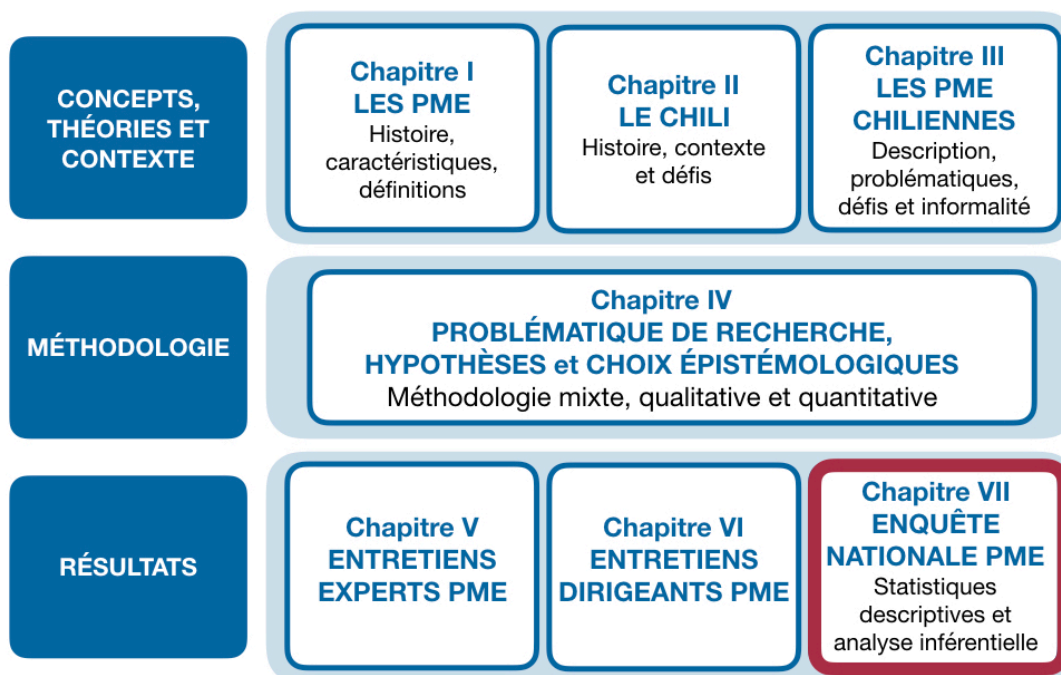 CONCEPTS,
THÉORIES ET
CONTEXTE
Chapitre I
LES PME
Histoire,
caractéristiques,
définitions
Chapitre II
LE CHILI
Histoire, contexte
et défis
Chapitre III
LES PME
CHILIENNES
Description,
problématiques,
défis et informalité
MÉTHODOLOGIE
Chapitre IV
PROBLÉMATIQUE DE RECHERCHE,
HYPOTHÈSES et CHOIX ÉPISTÉMOLOGIQUES
Méthodologie mixte, qualitative et quantitative
RÉSULTATS
Chapitre V
ENTRETIENS
EXPERTS PME
Chapitre VI
ENTRETIENS
DIRIGEANTS PME
Chapitre VII
ENQUÊTE
NATIONALE PME
Statistiques
descriptives et
analyse inférentielle